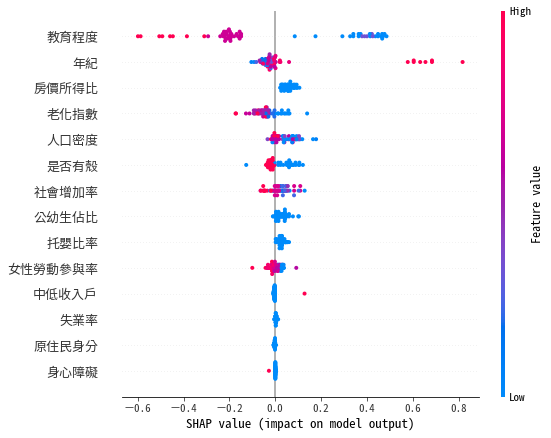 High
教育程度
年紀
房價所得比
老化指數
人口密度
是否有殼
社會增加率
公幼生佔比
托嬰比率
女性勞動參與率
中低收入戶
失業率
原住民身分
身心障礙
Feature value
Low
−0.6 −0.4 −0.2 0.0 0.2 0.4 0.6 0.8
SHAP value (impact on model output)